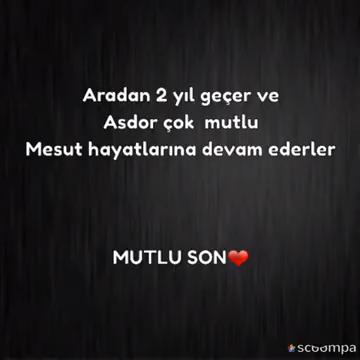 Aradan 2 yıl geçer ve
Asdor çok mutlu
Mesut hayatlarına devam ederler
MUTLU SON❤
scoompa